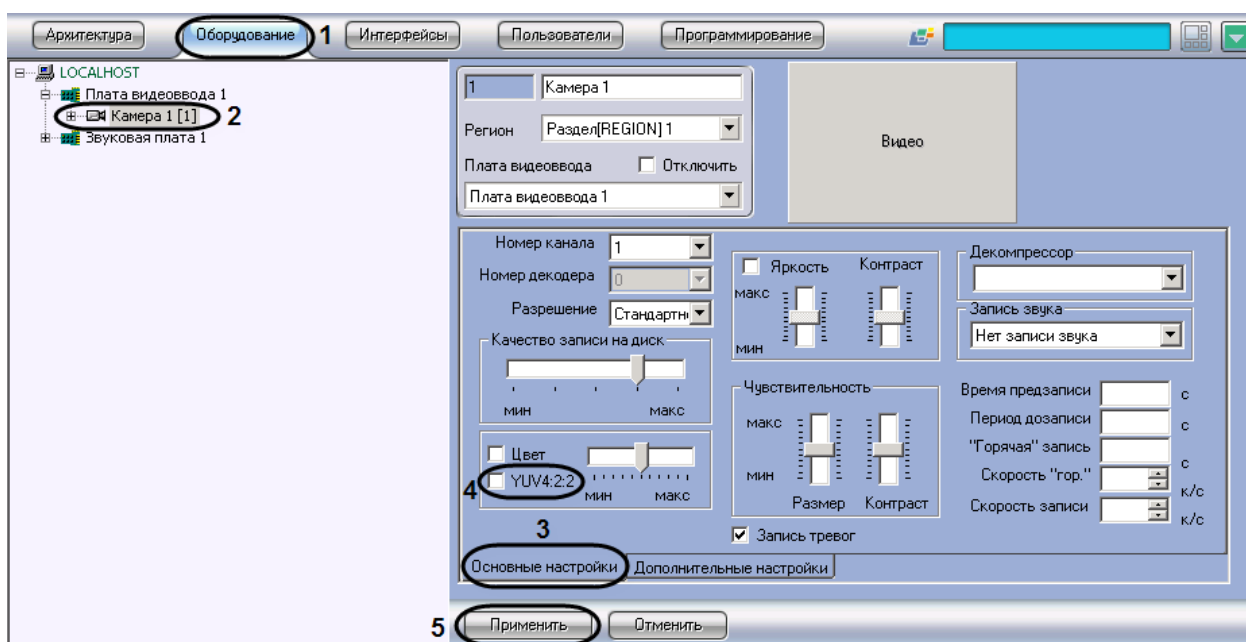 Архитектура Оборудование 1 Интерфейсы Пользователи Программирование
LOCALHOST
Плата видеоввода 1
Камера 1 [1] 2
Звуковая плата 1
1 Камера 1
Регион Раздел[REGION] 1
Плата видеоввода Отключить
Плата видеоввода 1
Видео
Номер канала 1
Номер декодера 0
Разрешение Стандартн
Качество записи на диск
мин макс
Цвет
4 YUV4:2:2
мин макс
Яркость Контраст
макс
мин
Чувствительность
макс
мин
Размер Контраст
Запись тревог
Декомпрессор
Запись звука
Нет записи звука
Время предзаписи с
Период дозаписи с
"Горячая" запись с
Скорость "гор." к/с
Скорость записи к/с
3
Основные настройки Дополнительные настройки
5 Применить Отменить